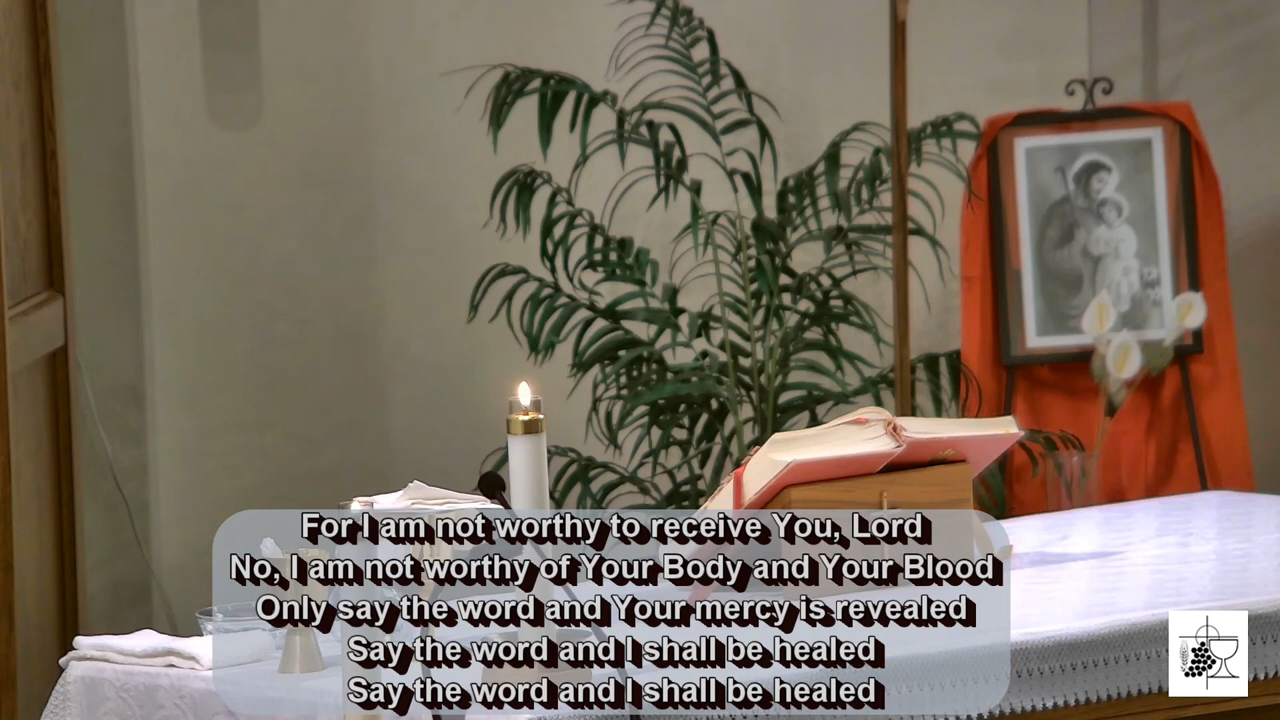 For I am not worthy to receive You, Lord
No, I am not worthy of Your Body and Your Blood
Only say the word and Your mercy is revealed
Say the word and I shall be healed
Say the word and I shall be healed